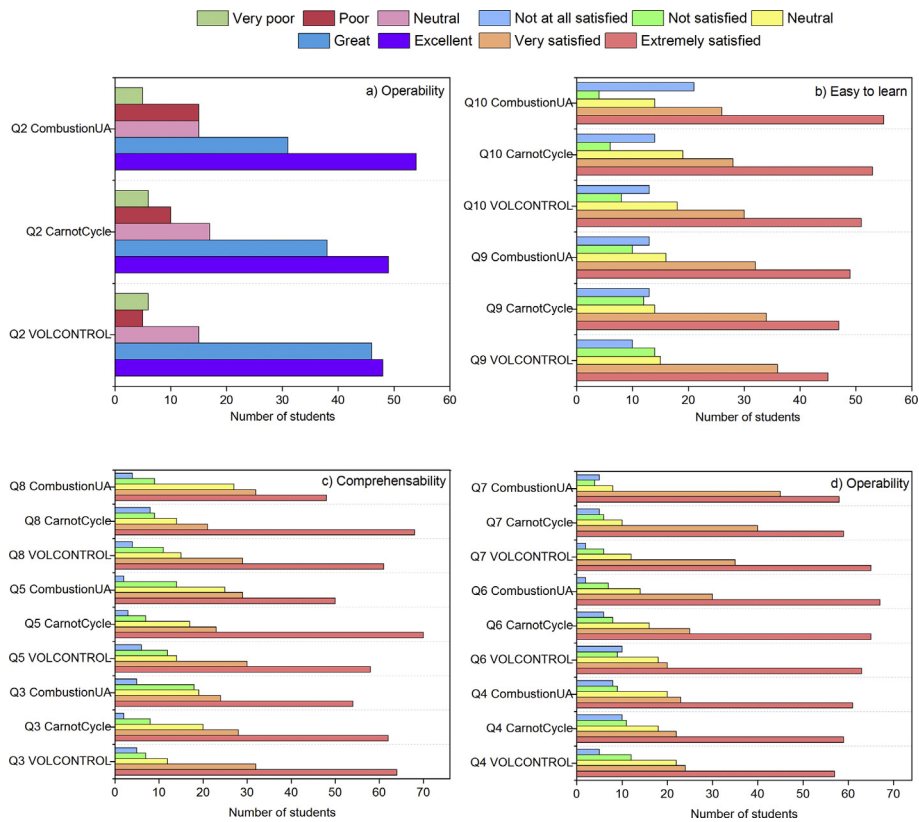 Very poor Poor Neutral Not at all satisfied Not satisfied Neutral
Great Excellent Very satisfied Extremely satisfied
a) Operability
Q2 CombustionUA
Q2 CarnotCycle
Q2 VOLCONTROL
0 10 20 30 40 50 60
Number of students
b) Easy to learn
Q10 CombustionUA
Q10 CarnotCycle
Q10 VOLCONTROL
Q9 CombustionUA
Q9 CarnotCycle
Q9 VOLCONTROL
0 10 20 30 40 50 60
Number of students
c) Comprehensability
Q8 CombustionUA
Q8 CarnotCycle
Q8 VOLCONTROL
Q5 CombustionUA
Q5 CarnotCycle
Q5 VOLCONTROL
Q3 CombustionUA
Q3 CarnotCycle
Q3 VOLCONTROL
0 10 20 30 40 50 60 70
Number of students
d) Operability
Q7 CombustionUA
Q7 CarnotCycle
Q7 VOLCONTROL
Q6 CombustionUA
Q6 CarnotCycle
Q6 VOLCONTROL
Q4 CombustionUA
Q4 CarnotCycle
Q4 VOLCONTROL
0 10 20 30 40 50 60 70
Number of students